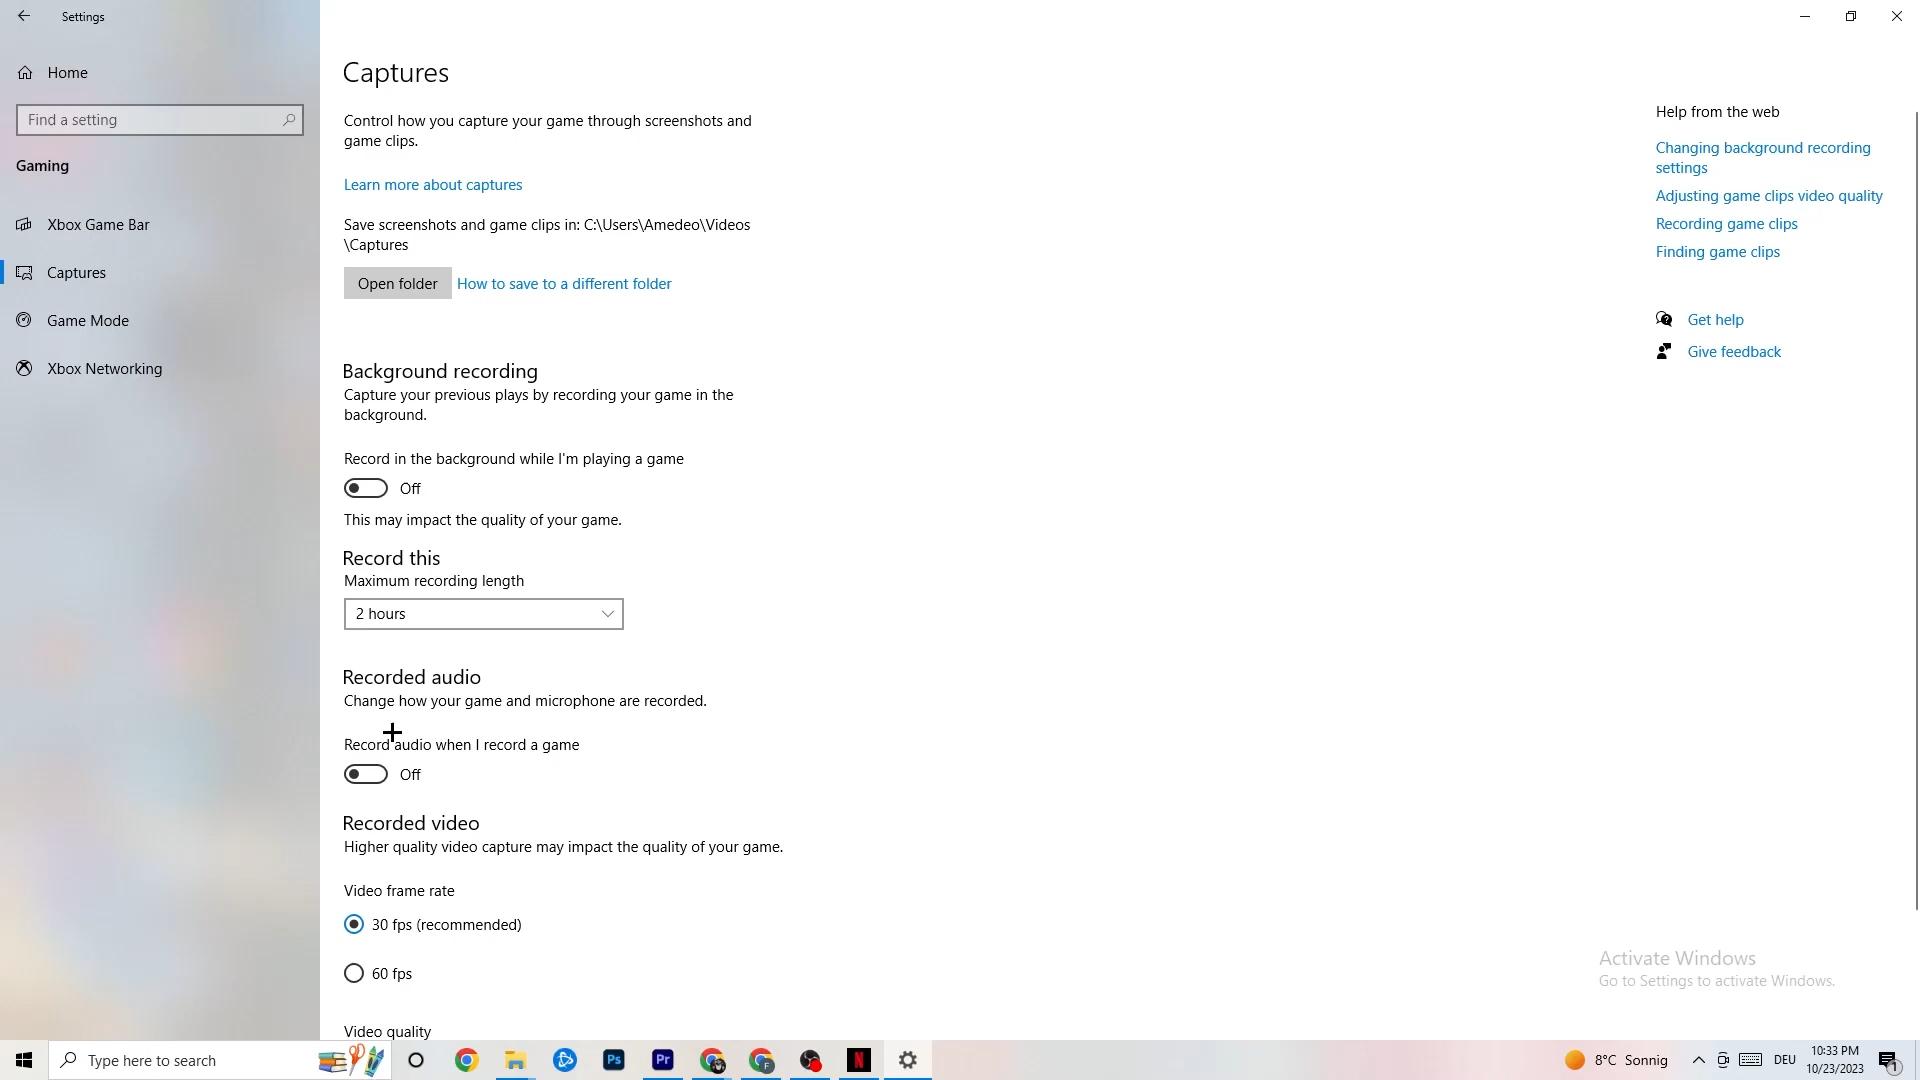 Settings
Home
Find a setting
Gaming
Xbox Game Bar
Captures
Game Mode
Xbox Networking
Captures
Control how you capture your game through screenshots and
game clips.
Learn more about captures
Save screenshots and game clips in: C:\Users\Amedeo\Videos
\Captures
Open folder
How to save to a different folder
Background recording
Capture your previous plays by recording your game in the
background.
Record in the background while I'm playing a game
Off
This may impact the quality of your game.
Record this
Maximum recording length
2 hours
Recorded audio
Change how your game and microphone are recorded.
Record audio when I record a game
Off
Recorded video
Higher quality video capture may impact the quality of your game.
Video frame rate
30 fps (recommended)
60 fps
Video quality
Help from the web
Changing background recording
settings
Adjusting game clips video quality
Recording game clips
Finding game clips
Get help
Give feedback
Activate Windows
Go to Settings to activate Windows.
Type here to search
Ps
Pr
F
N
8°C Sonnig
DEU
10:33 PM
10/23/2023
1